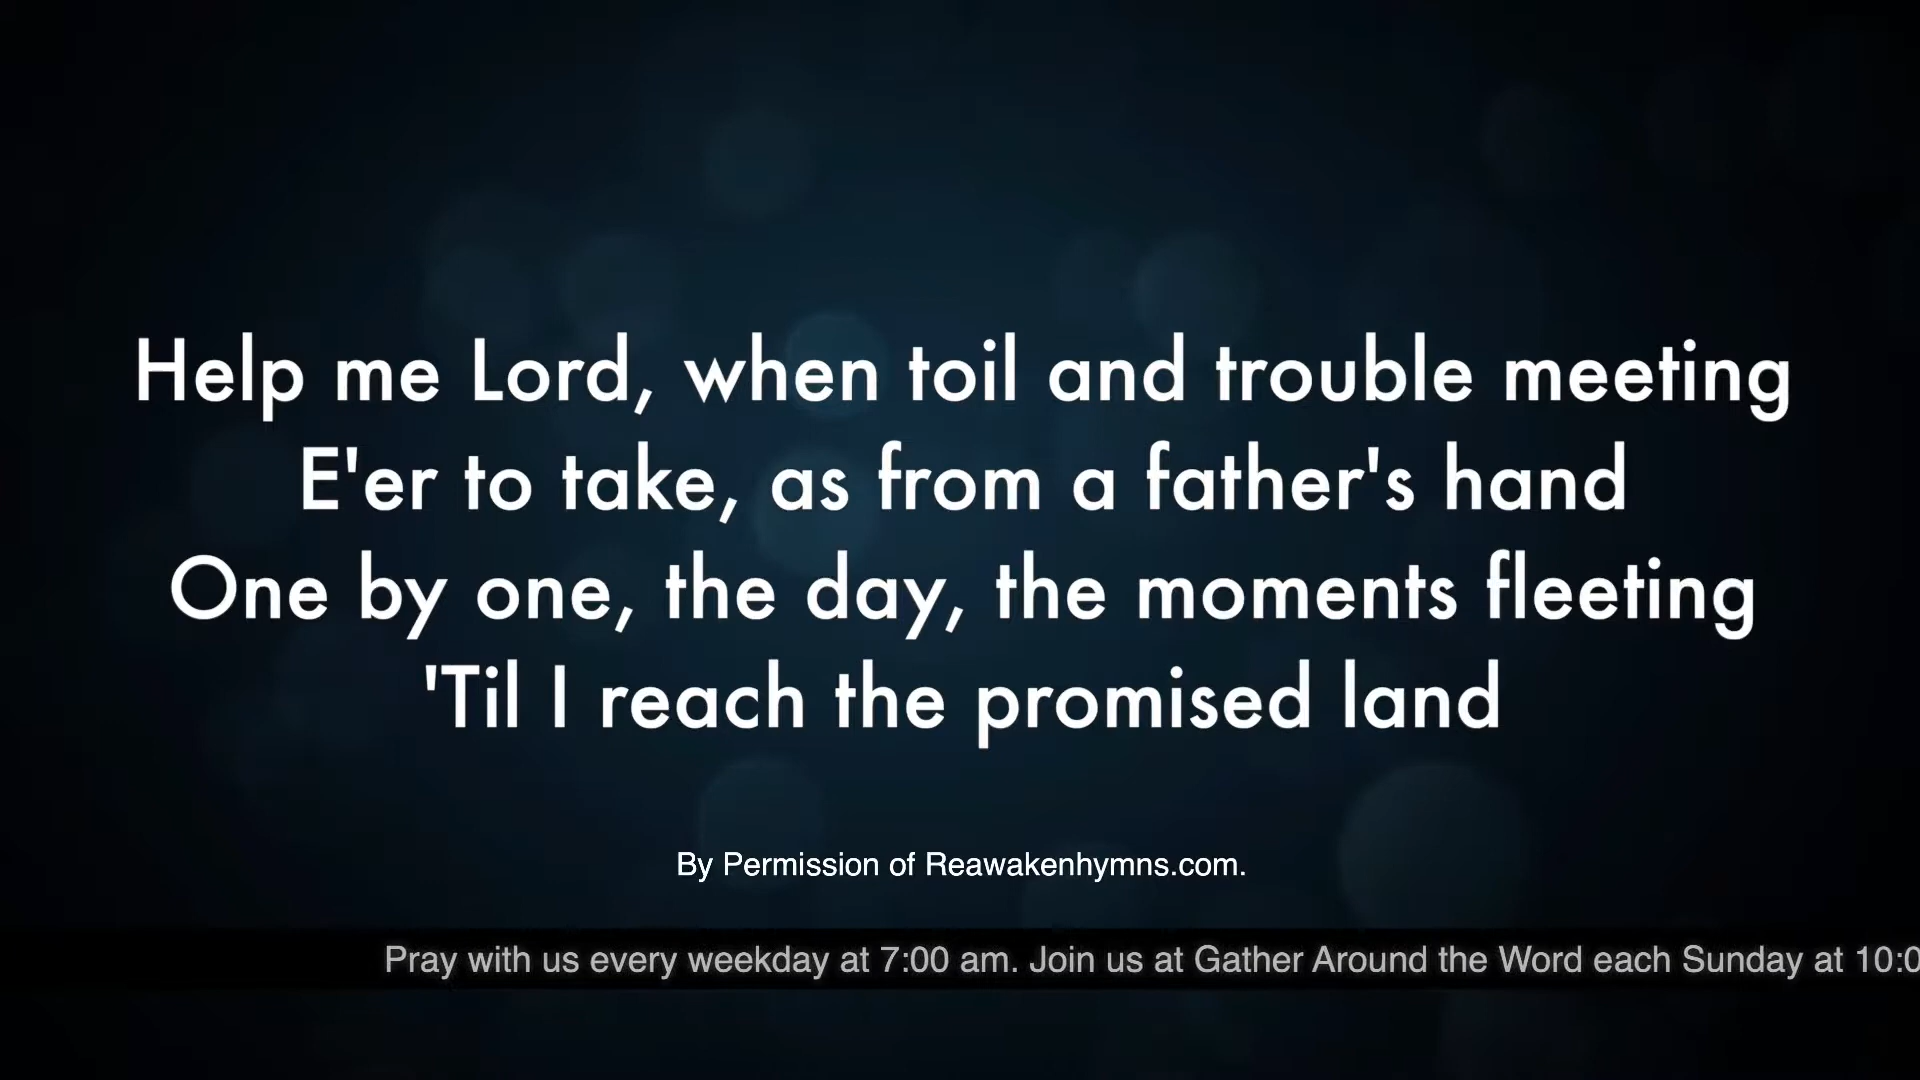 Help me Lord, when toil and trouble meeting
E'er to take, as from a father's hand
One by one, the day, the moments fleeting
'Til I reach the promised land
By Permission of Reawakenhymns.com.
Pray with us every weekday at 7:00 am. Join us at Gather Around the Word each Sunday at 10:0